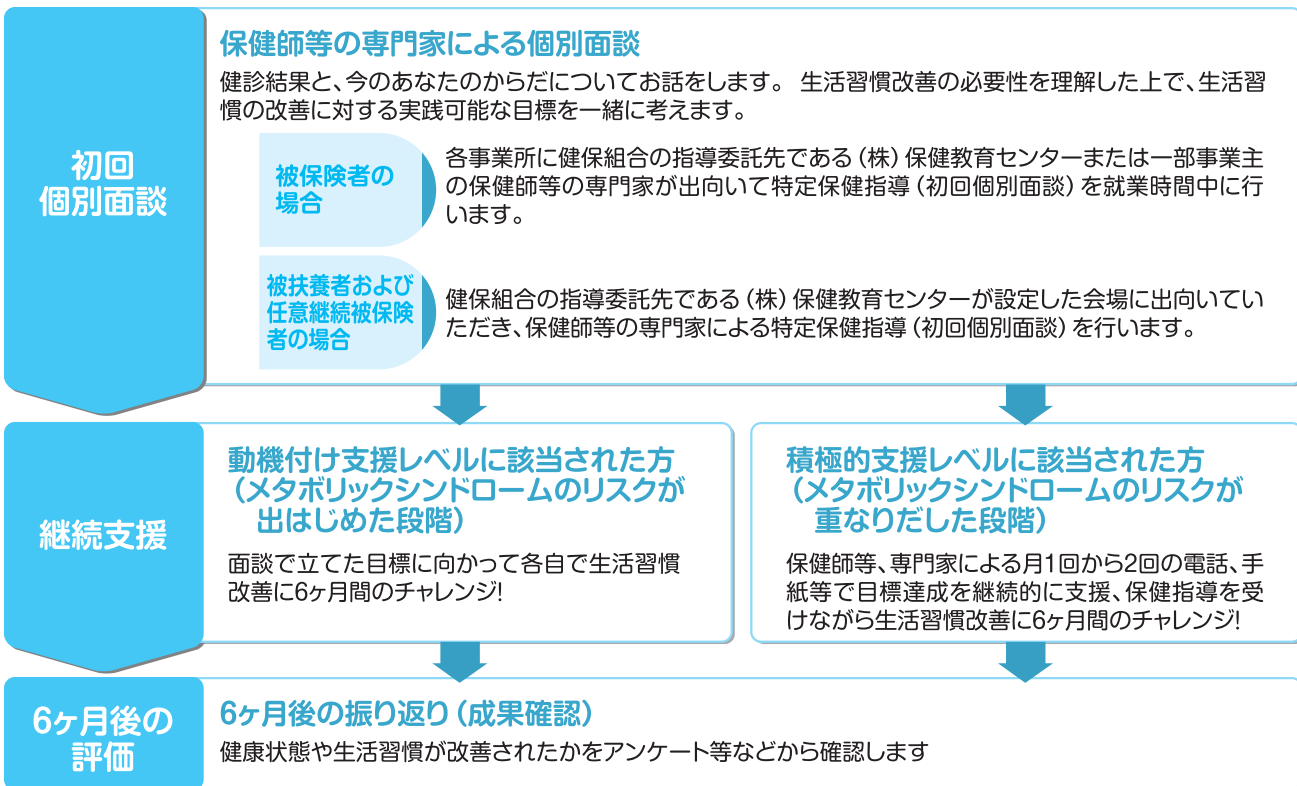 初回
個別面談
保健師等の専門家による個別面談
健診結果と、今のあなたのからだについてお話をします。 生活習慣改善の必要性を理解した上で、生活習
慣の改善に対する実践可能な目標を一緒に考えます。
被保険者の
場合
各事業所に健保組合の指導委託先である（株）保健教育センターまたは一部事業主
の保健師等の専門家が出向いて特定保健指導（初回個別面談）を就業時間中に行
います。
被扶養者および
任意継続被保険
者の場合
健保組合の指導委託先である（株）保健教育センターが設定した会場に出向いてい
ただき、保健師等の専門家による特定保健指導（初回個別面談）を行います。
継続支援
動機付け支援レベルに該当された方
（メタボリックシンドロームのリスクが
出はじめた段階）
面談で立てた目標に向かって各自で生活習慣
改善に6ヶ月間のチャレンジ!
積極的支援レベルに該当された方
（メタボリックシンドロームのリスクが
重なりだした段階）
保健師等、専門家による月1回から2回の電話、手
紙等で目標達成を継続的に支援、保健指導を受
けながら生活習慣改善に6ヶ月間のチャレンジ!
6ヶ月後の
評価
6ヶ月後の振り返り（成果確認）
健康状態や生活習慣が改善されたかをアンケート等などから確認します